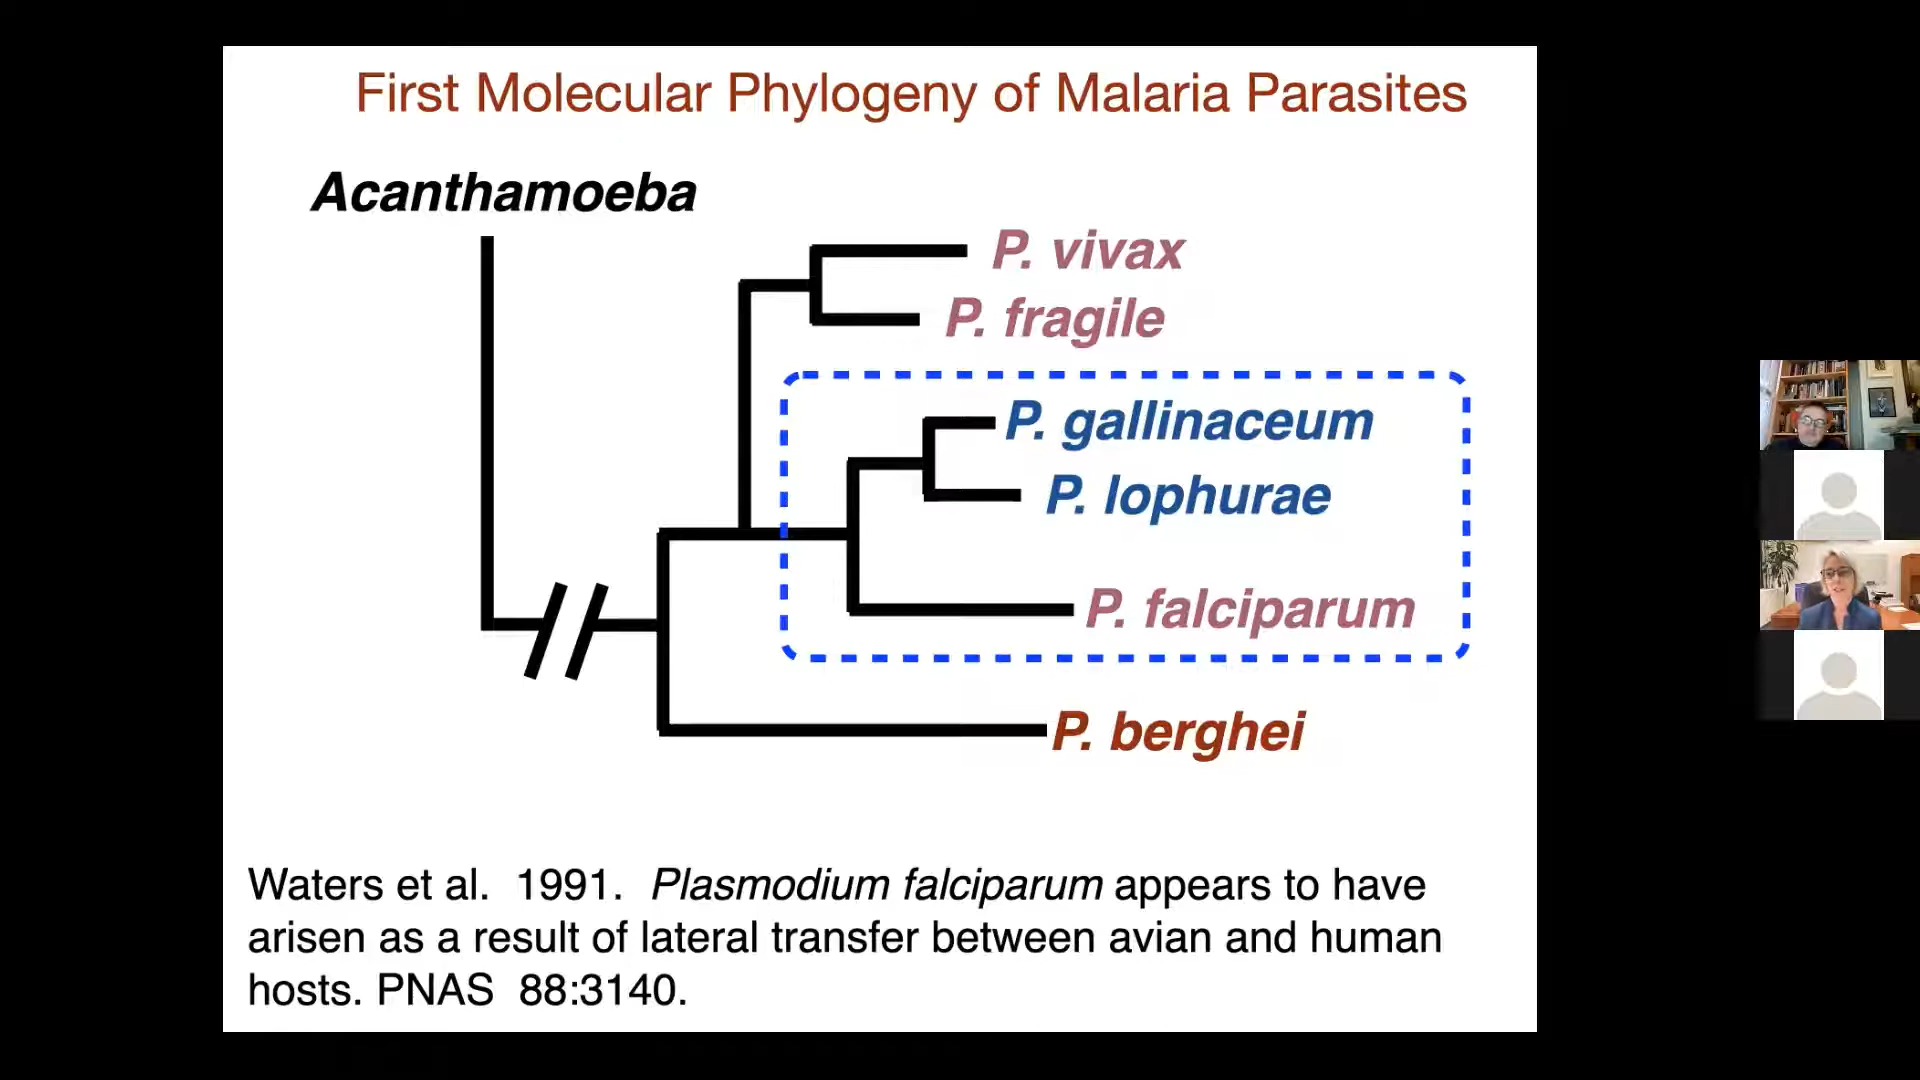 First Molecular Phylogeny of Malaria Parasites
Acanthamoeba
P. vivax
P. fragile
P. gallinaceum
P. lophurae
P. falciparum
P. berghei
Waters et al. 1991. Plasmodium falciparum appears to have
arisen as a result of lateral transfer between avian and human
hosts. PNAS 88:3140.